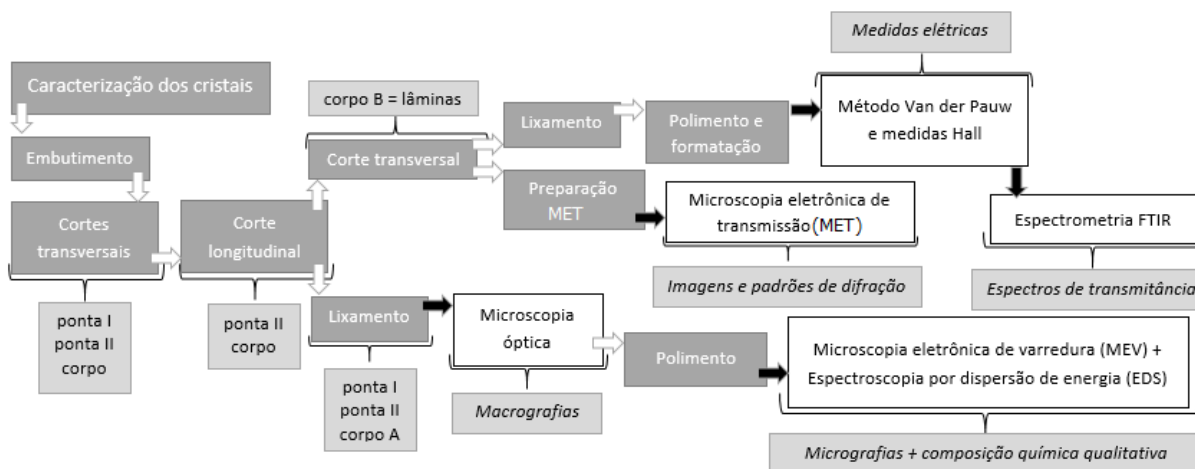 Medidas elétricas
Caracterização dos cristais
corpo B = lâminas
Lixamento
Polimento e
formatação
Método Van der Pauw
e medidas Hall
Embutimento
Corte transversal
Preparação
MET
Microscopia eletrônica de
transmissão(MET)
Espectrometria FTIR
Cortes
transversais
Corte
longitudinal
Imagens e padrões de difração
Espectros de transmitância
ponta I
ponta II
corpo
ponta II
corpo
Lixamento
Microscopia
óptica
Polimento
Microscopia eletrônica de varredura (MEV) +
Espectroscopia por dispersão de energia (EDS)
ponta I
ponta II
corpo A
Macrografias
Micrografias + composição química qualitativa